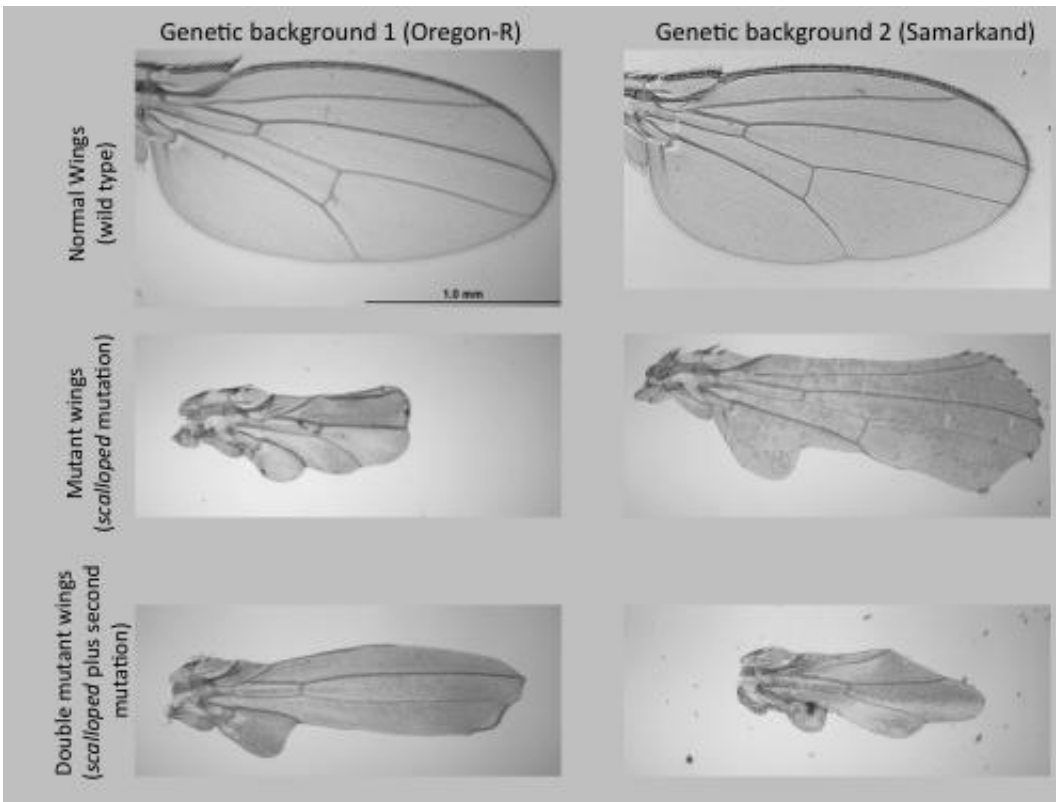 Genetic background 1 (Oregon-R)
Genetic background 2 (Samarkand)
Normal Wings
(wild type)
1.0 mm
Mutant wings
(scalloped mutation)
Double mutant wings
(scalloped plus second
mutation)